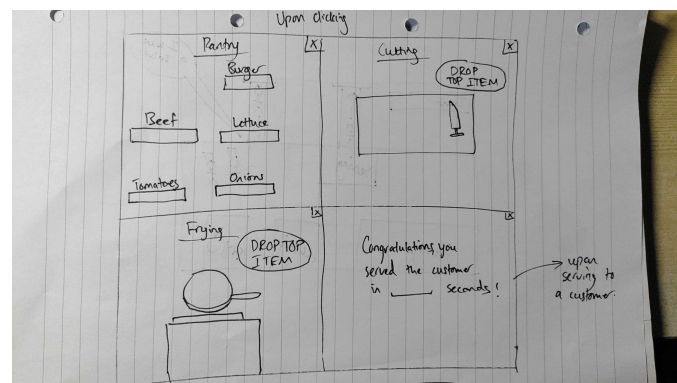 Upon clicking
Pantry
X
Burger
Beef
Lettuce
Tomatoes
Onions
Cutting
X
DROP
TOP ITEM
Frying
X
DROP TOP
ITEM
X
Congratulations, you
served the customer
in ____ seconds!
upon
serving to
a customer.